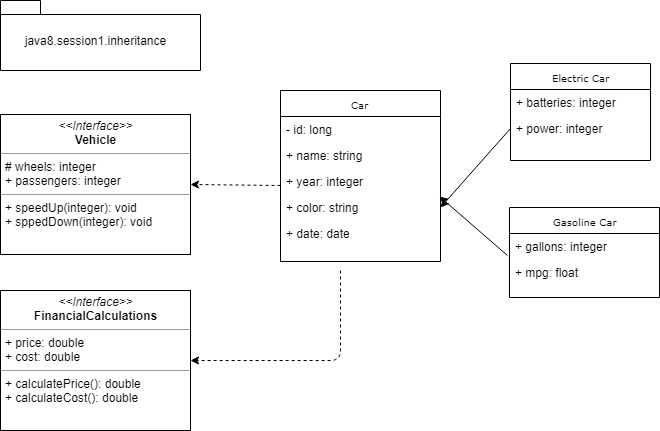 java8.session1.inheritance
<<Interface>>
Vehicle
# wheels: integer
+ passengers: integer
+ speedUp(integer): void
+ sppedDown(integer): void
<<Interface>>
FinancialCalculations
+ price: double
+ cost: double
+ calculatePrice(): double
+ calculateCost(): double
Car
- id: long
+ name: string
+ year: integer
+ color: string
+ date: date
Electric Car
+ batteries: integer
+ power: integer
Gasoline Car
+ gallons: integer
+ mpg: float